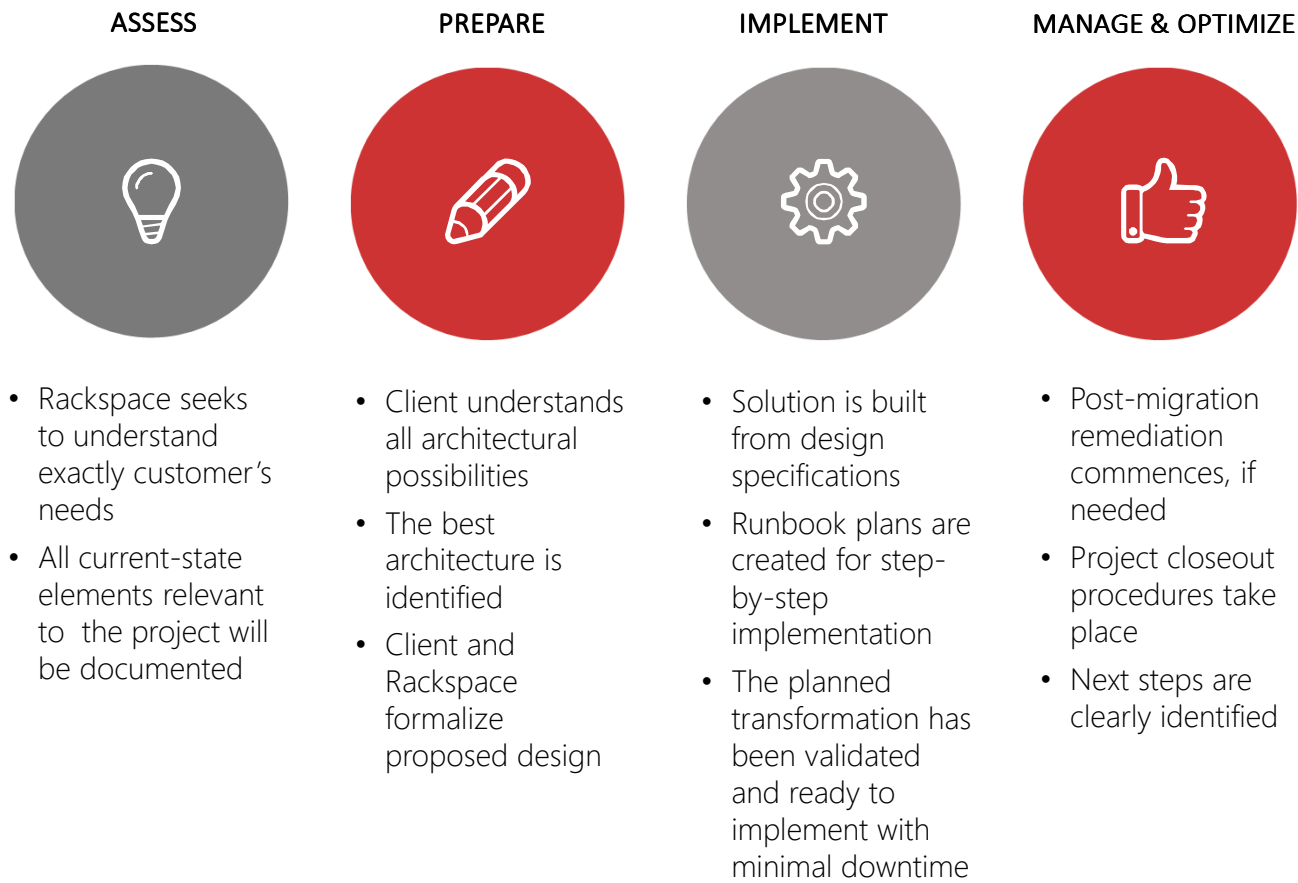 ASSESS
• Rackspace seeks
to understand
exactly customer's
needs
• All current-state
elements relevant
to  the project will
be documented
PREPARE
• Client understands
all architectural
possibilities
• The best
architecture is
identified
• Client and
Rackspace
formalize
proposed design
IMPLEMENT
• Solution is built
from design
specifications
• Runbook plans are
created for step-
by-step
implementation
• The planned
transformation has
been validated
and ready to
implement with
minimal downtime
MANAGE & OPTIMIZE
• Post-migration
remediation
commences, if
needed
• Project closeout
procedures take
place
• Next steps are
clearly identified